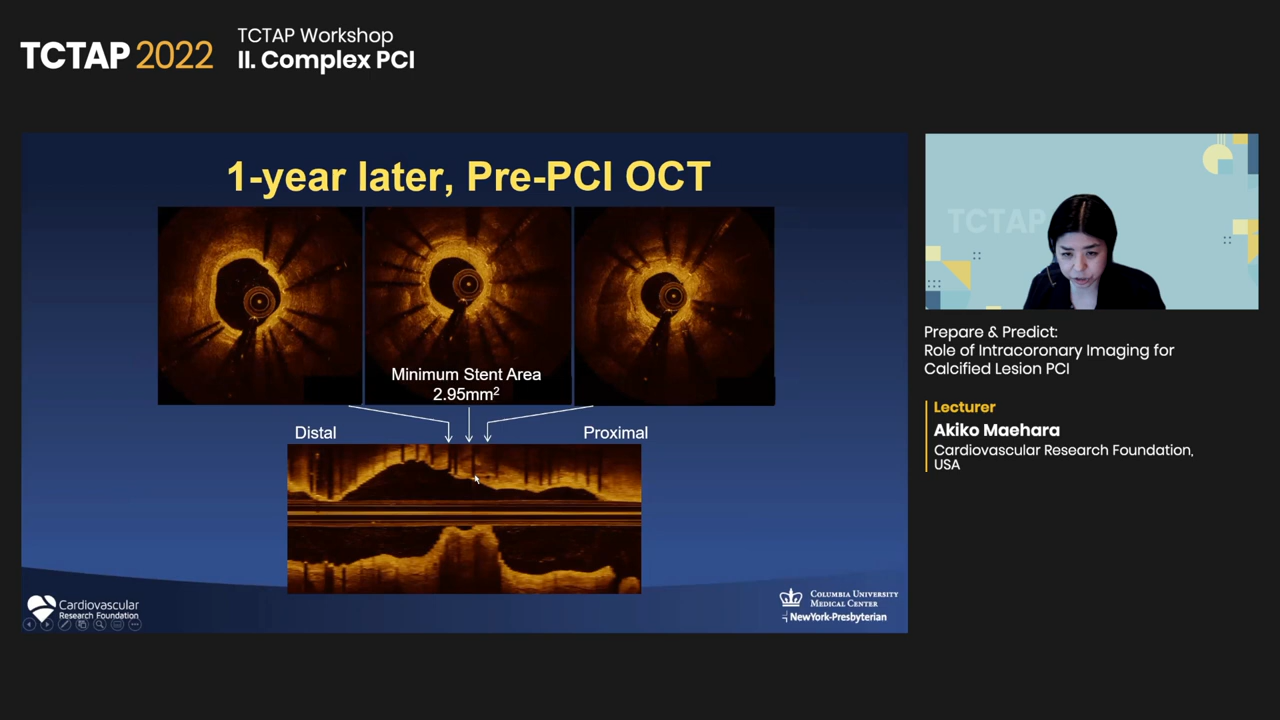 TCTAP 2022
TCTAP Workshop
II. Complex PCI
1-year later, Pre-PCI OCT
Minimum Stent Area
2.95mm²
Distal
Proximal
Cardiovascular
Research Foundation
COLUMBIA UNIVERSITY
MEDICAL CENTER
NewYork-Presbyterian
TCTAP
Prepare & Predict:
Role of Intracoronary Imaging for
Calcified Lesion PCI
Lecturer
Akiko Maehara
Cardiovascular Research Foundation,
USA